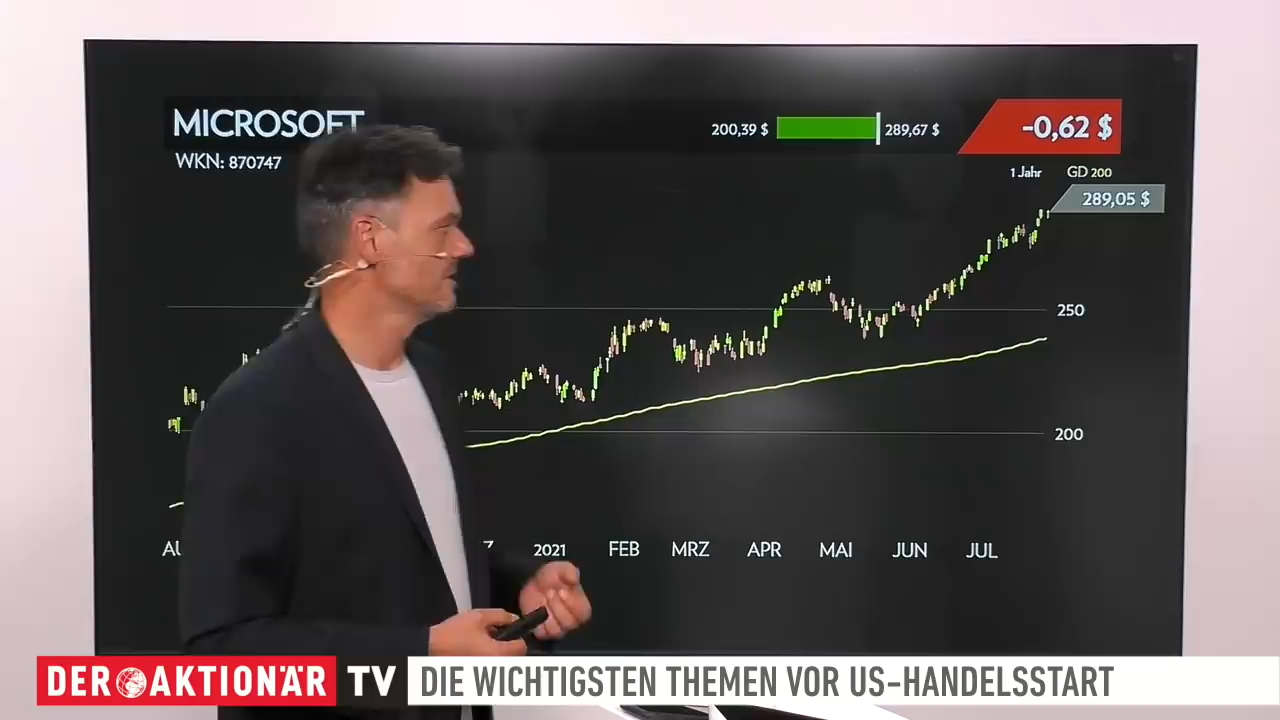 MICROSOFT
WKN: 870747
200,39 $ 289,67 $
-0,62 $
1 Jahr GD 200
289,05 $
250
200
2021 FEB MRZ APR MAI JUN JUL
DER AKTIONÄR TV
DIE WICHTIGSTEN THEMEN VOR US-HANDELSSTART